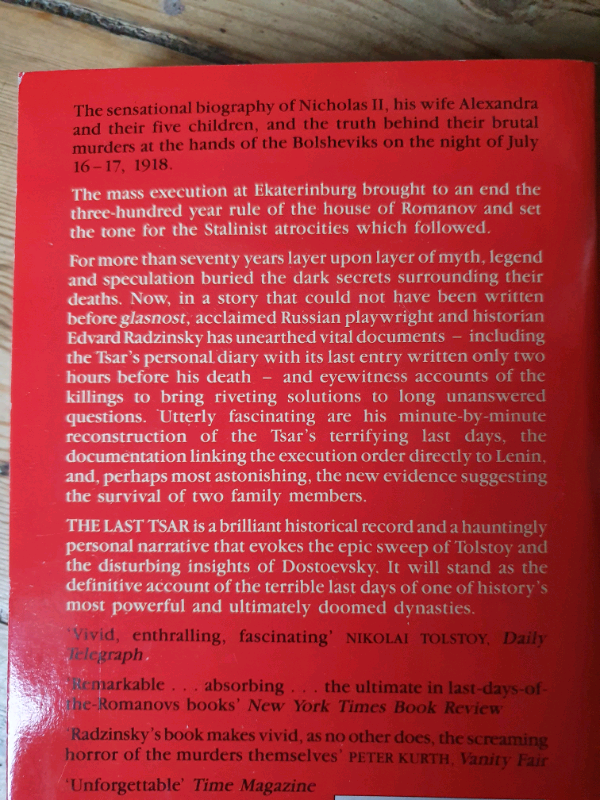 The sensational biography of Nicholas II, his wife Alexandra
and their five children, and the truth behind their brutal
murders at the hands of the Bolsheviks on the night of July
16–17, 1918.
The mass execution at Ekaterinburg brought to an end the
three-hundred year rule of the house of Romanov and set
the tone for the Stalinist atrocities which followed.
For more than seventy years layer upon layer of myth, legend
and speculation buried the dark secrets surrounding their
deaths. Now, in a story that could not have been written
before glasnost, acclaimed Russian playwright and historian
Edvard Radzinsky has unearthed vital documents – including
the Tsar's personal diary with its last entry written only two
hours before his death – and eyewitness accounts of the
killings to bring riveting solutions to long unanswered
questions. Utterly fascinating are his minute-by-minute
reconstruction of the Tsar's terrifying last days, the
documentation linking the execution order directly to Lenin,
and, perhaps most astonishing, the new evidence suggesting
the survival of two family members.
THE LAST TSAR is a brilliant historical record and a hauntingly
personal narrative that evokes the epic sweep of Tolstoy and
the disturbing insights of Dostoevsky. It will stand as the
definitive account of the terrible last days of one of history's
most powerful and ultimately doomed dynasties.
'Vivid, enthralling, fascinating' NIKOLAI TOLSTOY, Daily
Telegraph
'Remarkable . . . absorbing . . . the ultimate in last-days-of-
the-Romanovs books' New York Times Book Review
'Radzinsky's book makes vivid, as no other does, the screaming
horror of the murders themselves' PETER KURTH, Vanity Fair
'Unforgettable' Time Magazine